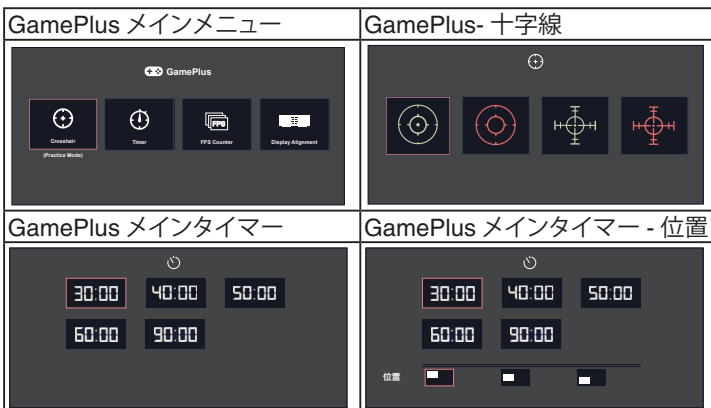 GamePlus メインメニュー
GamePlus- 十字線
GamePlus
FPS
Crosshair
Timer
FPS Counter
Display Alignment
(Practice Mode)
GamePlus メインタイマー
GamePlus メインタイマー - 位置
30:00 40:00 50:00
60:00 90:00
30:00 40:00 50:00
60:00 90:00
位置